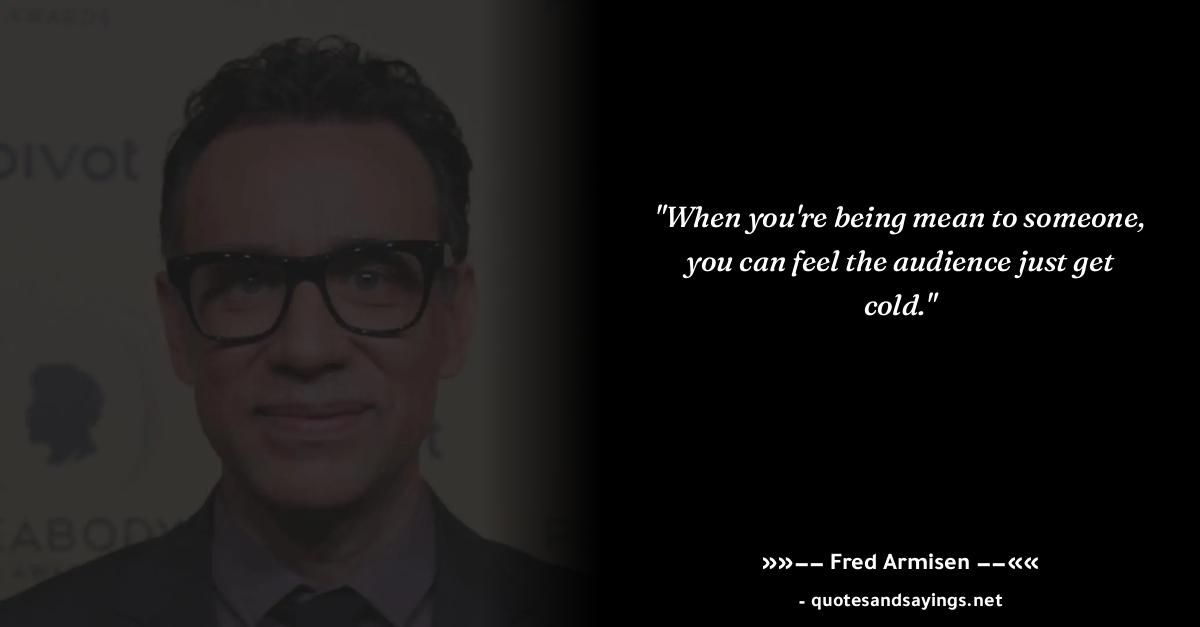 AWARDS
pivot
EABODY
"When you're being mean to someone,
you can feel the audience just get
cold."
»»−− Fred Armisen −−««
- quotesandsayings.net